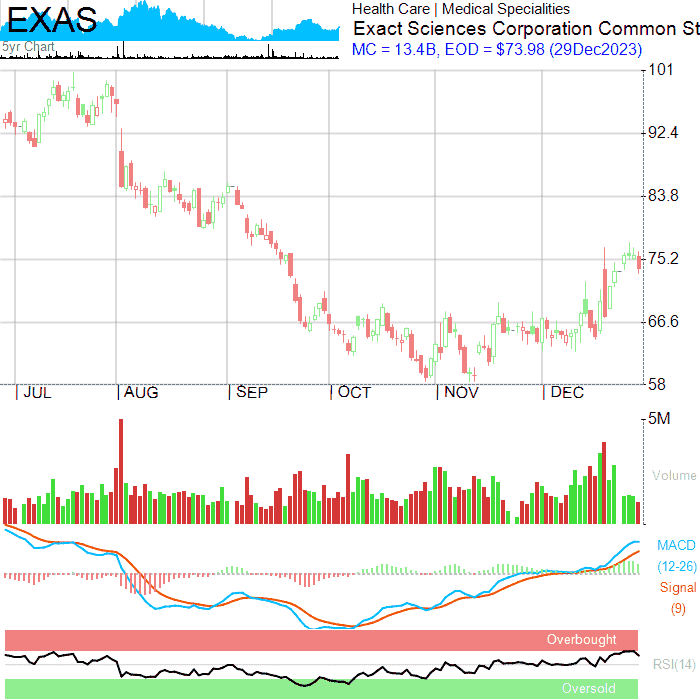 EXAS
5yr Chart
Health Care | Medical Specialities
Exact Sciences Corporation Common St
MC = 13.4B, EOD = $73.98 (29Dec2023)
101
92.4
83.8
75.2
66.6
58
JUL AUG SEP OCT NOV DEC
5M
Volume
MACD
(12-26)
Signal
(9)
Overbought
RSI(14)
Oversold